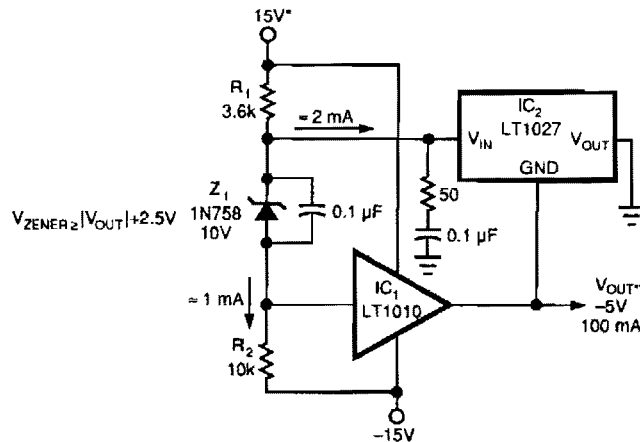 15V*
R1
3.6k
≈ 2 mA
IC2
LT1027
VIN
VOUT
GND
Z1
1N758
10V
0.1 µF
50
0.1 µF
VZENER ≥ |VOUT|+2.5V
≈ 1 mA
IC1
LT1010
VOUT**
–5V
100 mA
R2
10k
–15V